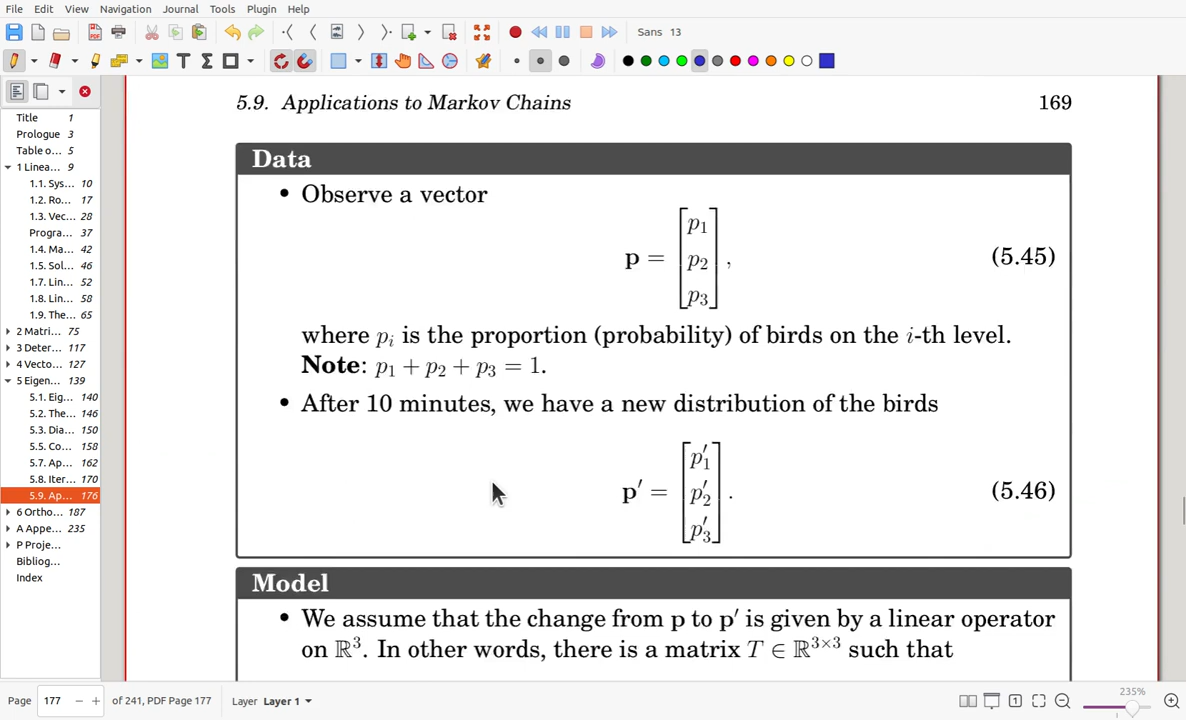 File Edit View Navigation Journal Tools Plugin Help
Sans 13
5.9. Applications to Markov Chains 169
Title 1
Prologue 3
Table o... 5
1 Linea... 9
1.1. Sys... 10
1.2. Ro... 17
1.3. Vec... 28
Progra... 37
1.4. Ma... 42
1.5. Sol... 46
1.7. Lin... 52
1.8. Lin... 58
1.9. The... 65
2 Matri... 75
3 Deter... 117
4 Vecto... 127
5 Eigen... 139
5.1. Eig... 140
5.2. The... 146
5.3. Dia... 150
5.5. Co... 158
5.7. Ap... 162
5.8. Iter... 170
5.9. Ap... 176
6 Ortho... 187
A Appe... 235
P Proje...
Bibliog...
Index
Data
• Observe a vector
p = [p₁ p₂ p₃], (5.45)
where pᵢ is the proportion (probability) of birds on the i-th level.
Note: p₁ + p₂ + p₃ = 1.
• After 10 minutes, we have a new distribution of the birds
p′ = [p′₁ p′₂ p′₃]. (5.46)
Model
• We assume that the change from p to p′ is given by a linear operator
on ℝ³. In other words, there is a matrix T ∈ ℝ³ˣ³ such that
Page 177 − + of 241, PDF Page 177 Layer Layer 1 235%